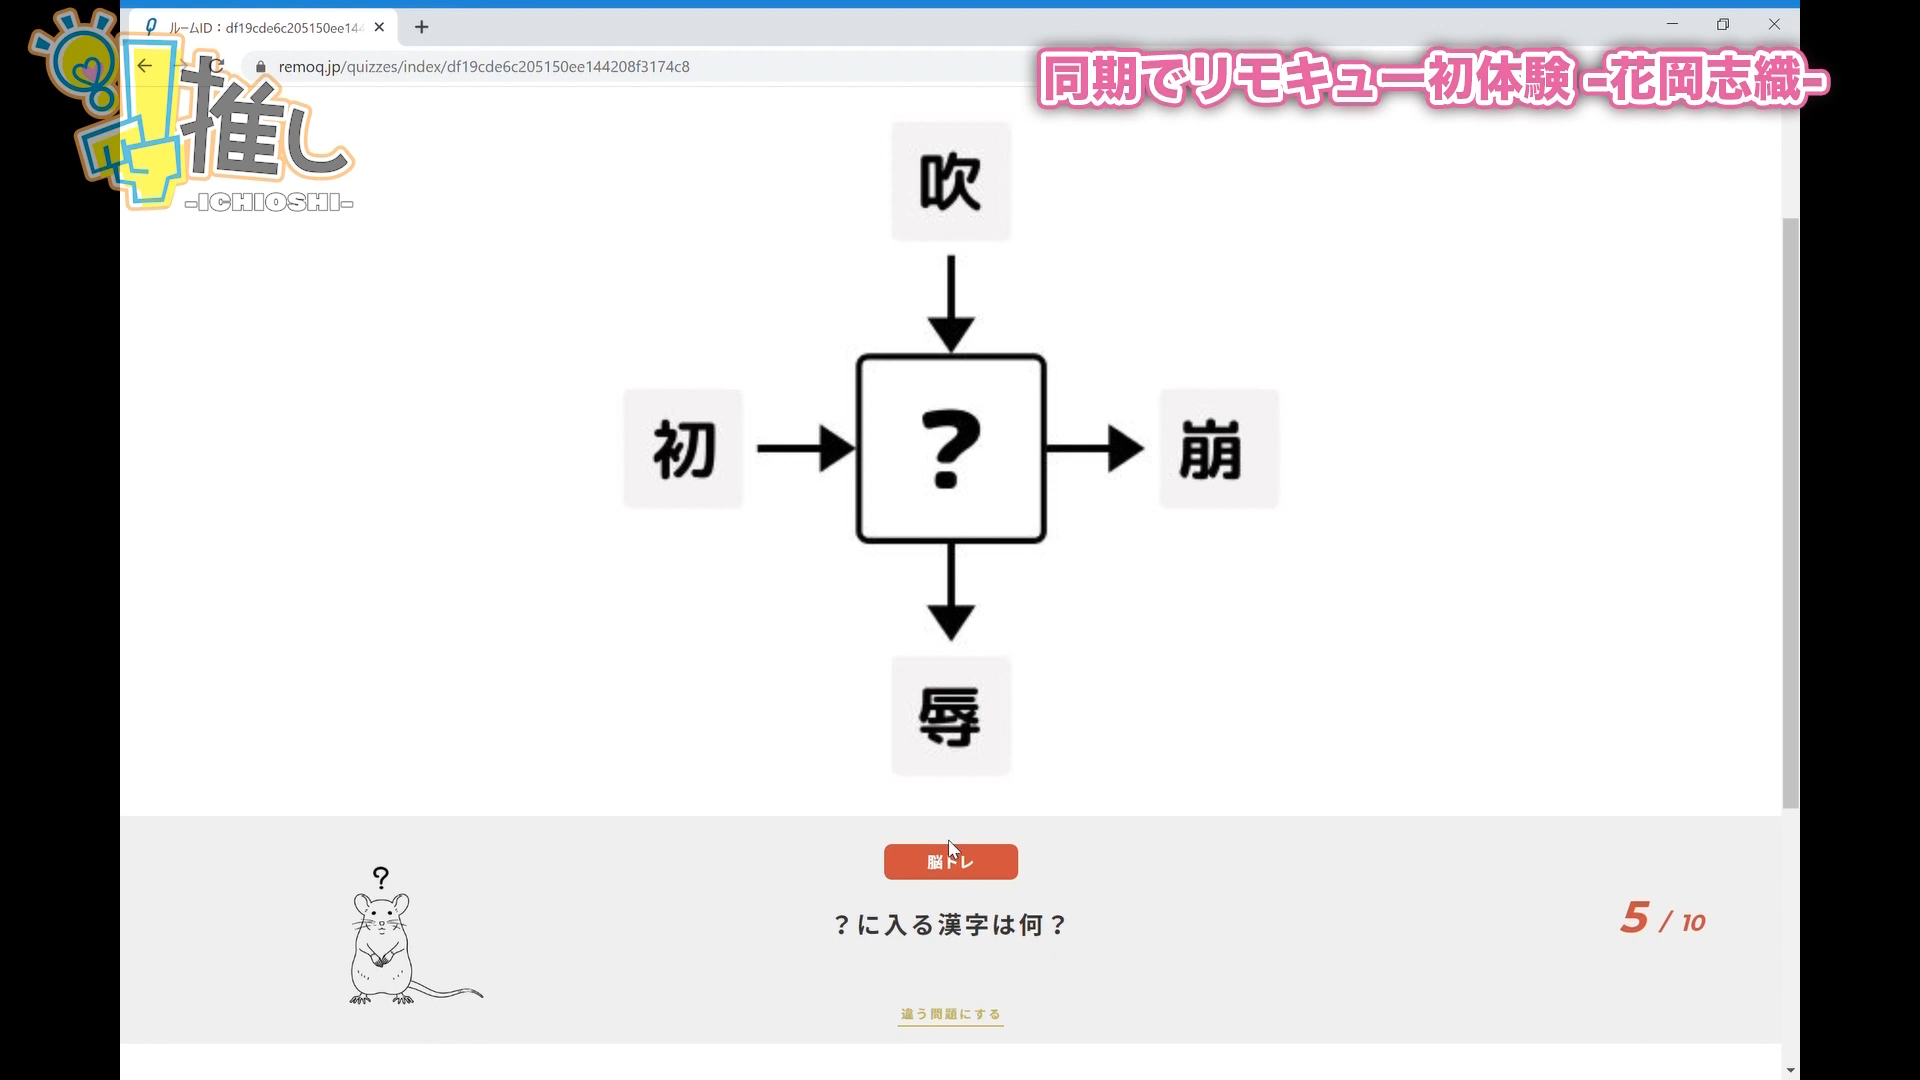 ルームID：df19cde6c205150ee144
remoq.jp/quizzes/index/df19cde6c205150ee144208f3174c8
同期でリモキュー初体験 -花岡志織-
!推し
-ICHIOSHI-
吹
初
?
崩
辱
脳トレ
？に入る漢字は何？
5 / 10
?
違う問題にする